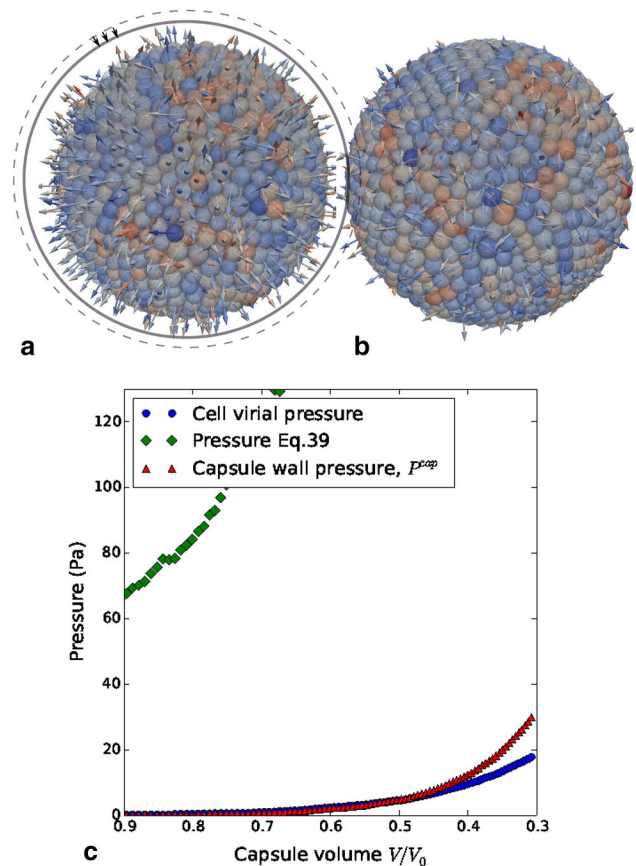 a
b
Cell virial pressure
Pressure Eq.39
Capsule wall pressure, P^cap
120
100
80
60
40
20
0
Pressure (Pa)
0.9 0.8 0.7 0.6 0.5 0.4 0.3
Capsule volume V/V₀
c